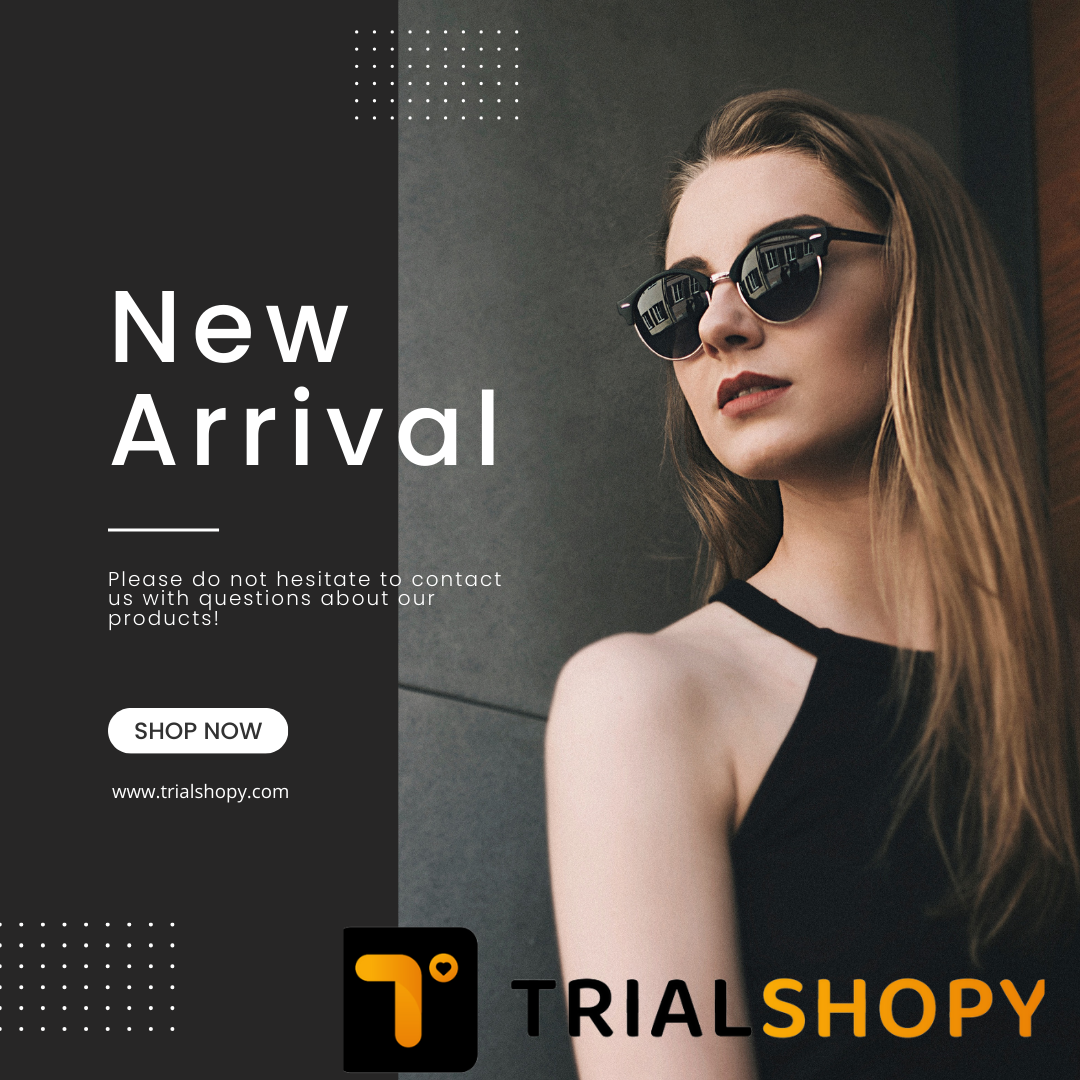 New
Arrival
Please do not hesitate to contact
us with questions about our
products!
SHOP NOW
www.trialshopy.com
TRIALSHOPY